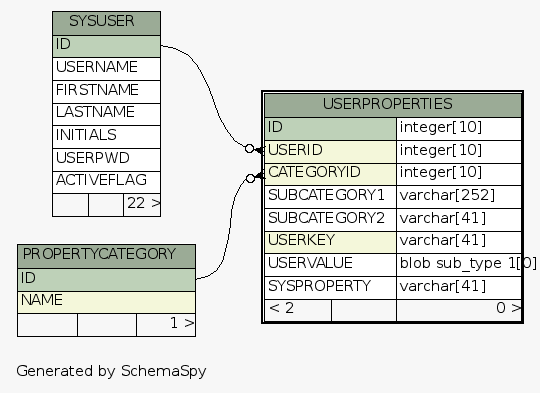 SYSUSER
ID
USERNAME
FIRSTNAME
LASTNAME
INITIALS
USERPWD
ACTIVEFLAG
22 >
PROPERTYCATEGORY
ID
NAME
1 >
USERPROPERTIES
ID integer[10]
USERID integer[10]
CATEGORYID integer[10]
SUBCATEGORY1 varchar[252]
SUBCATEGORY2 varchar[41]
USERKEY varchar[41]
USERVALUE blob sub_type 1[0]
SYSPROPERTY varchar[41]
< 2 0 >
Generated by SchemaSpy